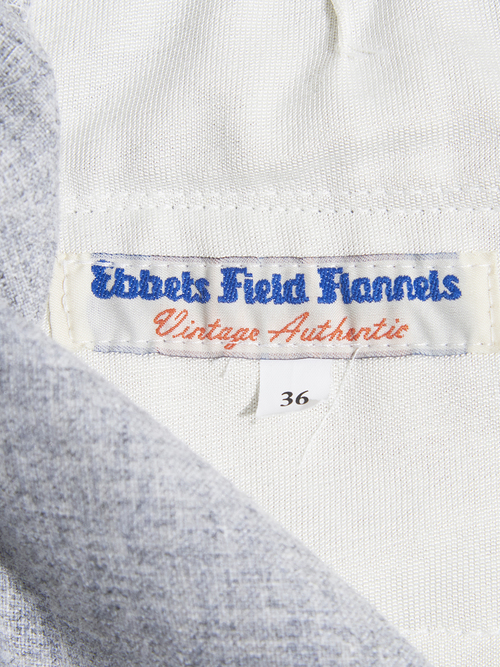 Ebbets Field Flannels
Vintage Authentic
36